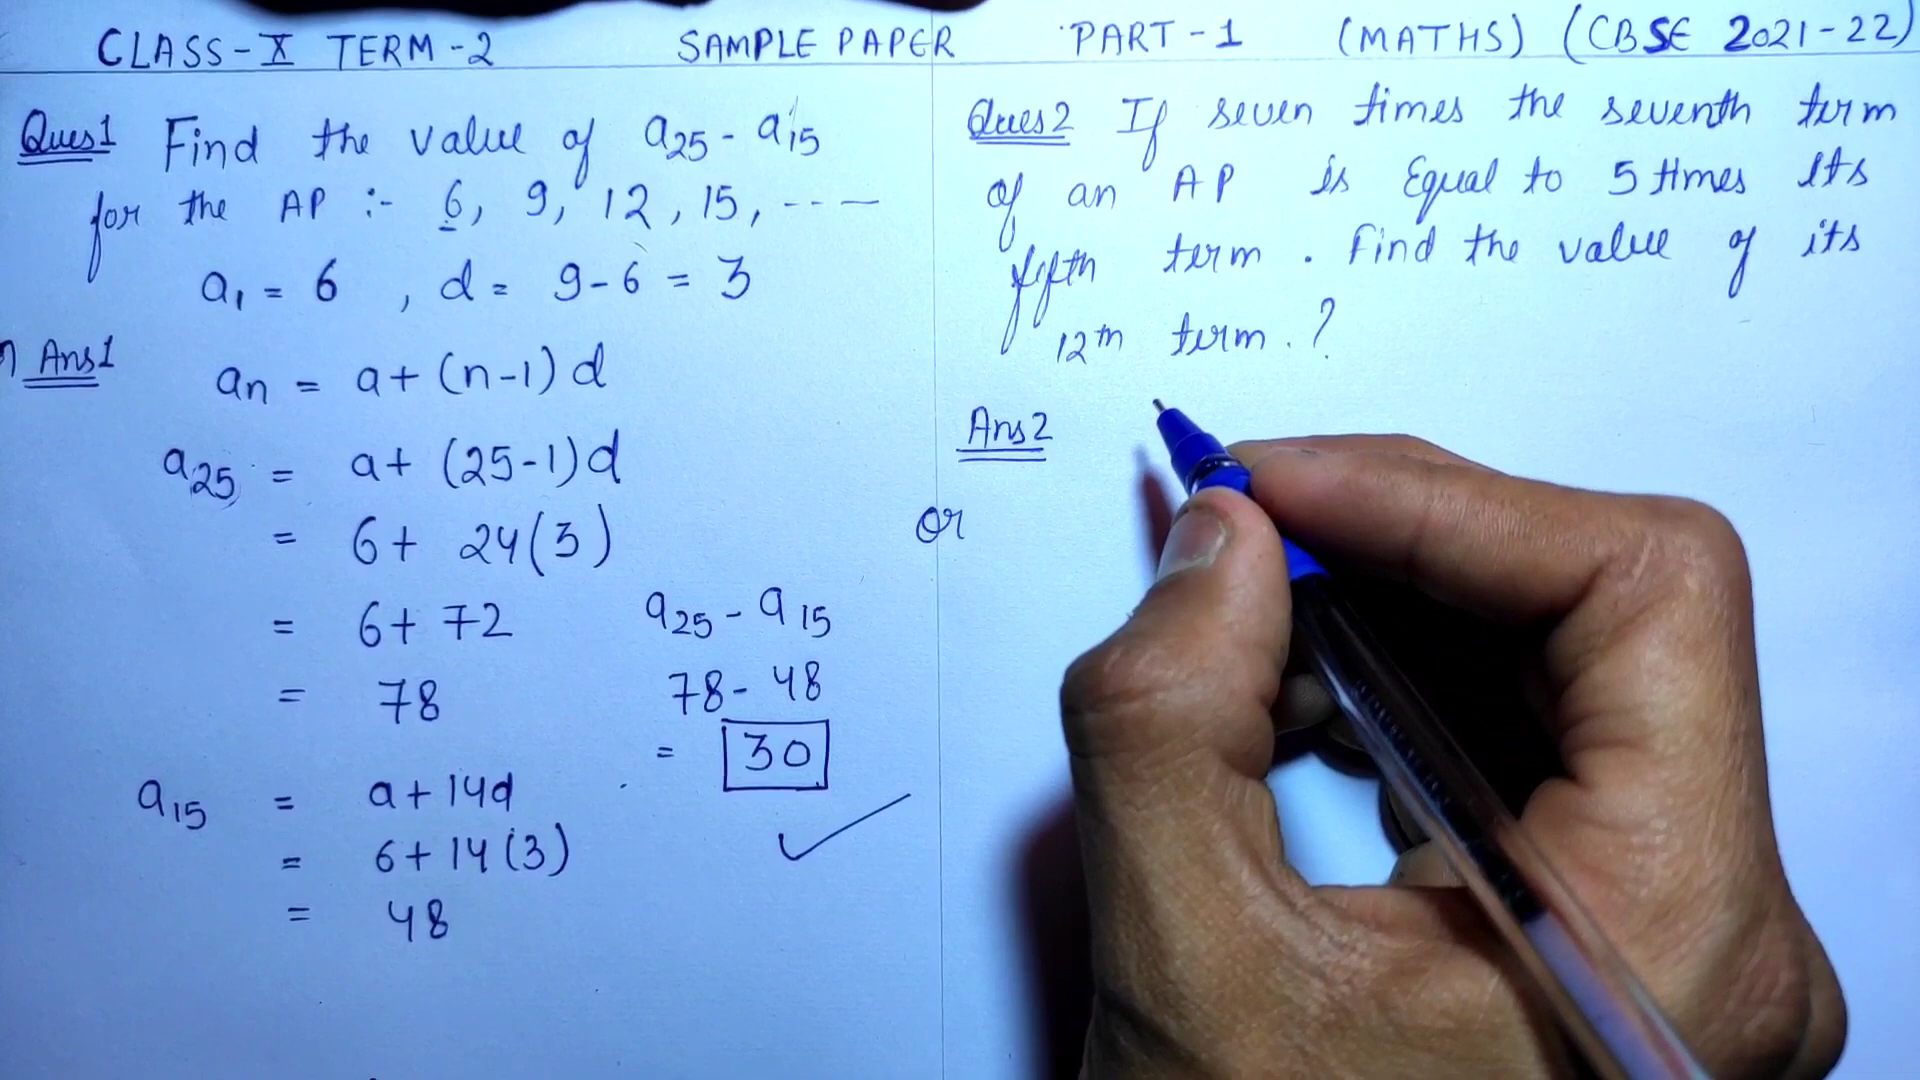 CLASS-X TERM-2 SAMPLE PAPER PART-1 (MATHS) (CBSE 2021-22)
Ques1 Find the value of a25 - a15
for the AP :- 6, 9, 12, 15, ----
a1 = 6 , d = 9-6 = 3
Ans1
an = a+ (n-1)d
a25 = a+ (25-1)d
= 6+ 24(3)
= 6+ 72
= 78
a15 = a+14d
= 6+14(3)
= 48
a25 - a15
78- 48
= 30
or
Ques2 If seven times the seventh term
of an AP is Equal to 5 times its
fifth term. Find the value of its
12th term.?
Ans2